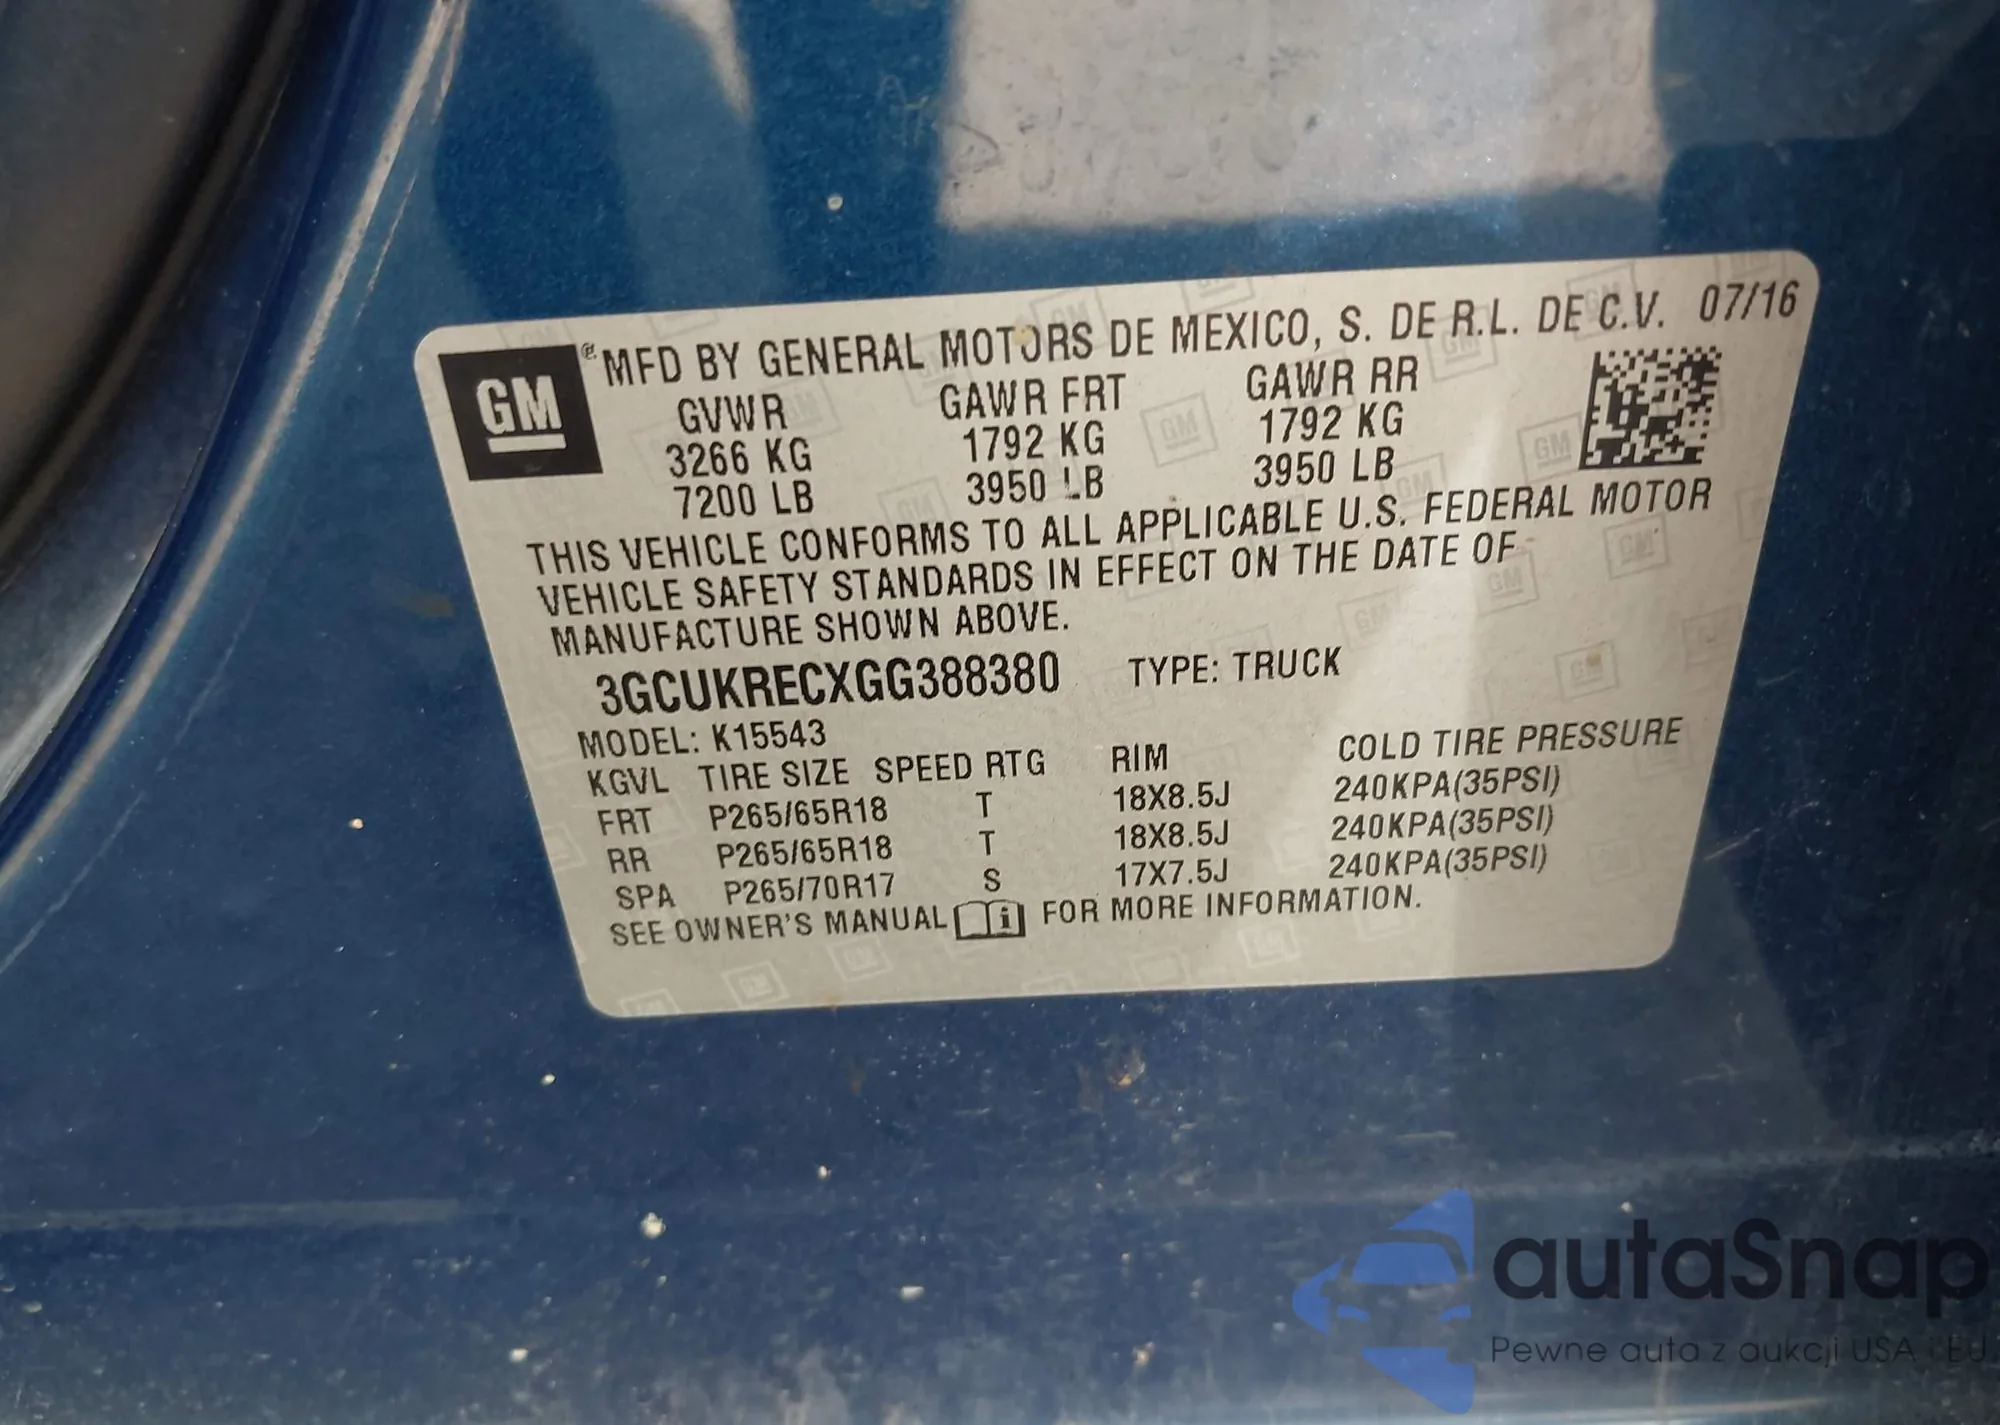 GM ® MFD BY GENERAL MOTORS DE MEXICO, S. DE R.L. DE C.V. 07/16
GVWR GAWR FRT GAWR RR
3266 KG 1792 KG 1792 KG
7200 LB 3950 LB 3950 LB
THIS VEHICLE CONFORMS TO ALL APPLICABLE U.S. FEDERAL MOTOR
VEHICLE SAFETY STANDARDS IN EFFECT ON THE DATE OF
MANUFACTURE SHOWN ABOVE.
3GCUKRECXGG388380 TYPE: TRUCK
MODEL: K15543
KGVL TIRE SIZE SPEED RTG RIM COLD TIRE PRESSURE
FRT P265/65R18 T 18X8.5J 240KPA(35PSI)
RR P265/65R18 T 18X8.5J 240KPA(35PSI)
SPA P265/70R17 S 17X7.5J 240KPA(35PSI)
SEE OWNER'S MANUAL i FOR MORE INFORMATION.
autaSnap
Pewne auta z aukcji USA i EU